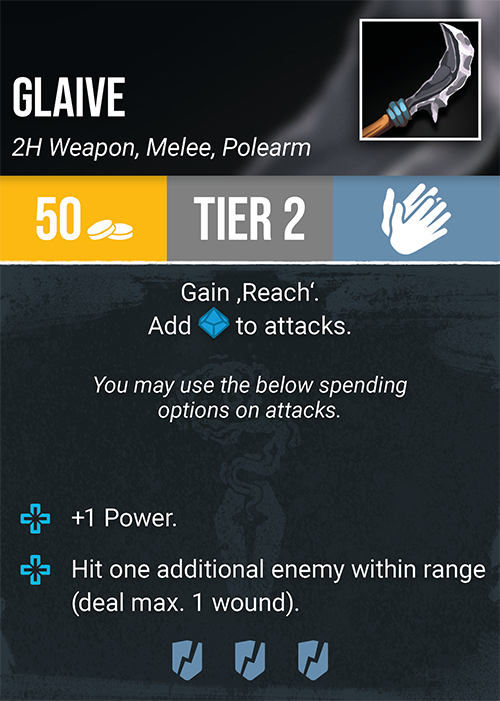 GLAIVE
2H Weapon, Melee, Polearm
50
TIER 2
Gain ‚Reach‘.
Add to attacks.
You may use the below spending
options on attacks.
+1 Power.
Hit one additional enemy within range
(deal max. 1 wound).